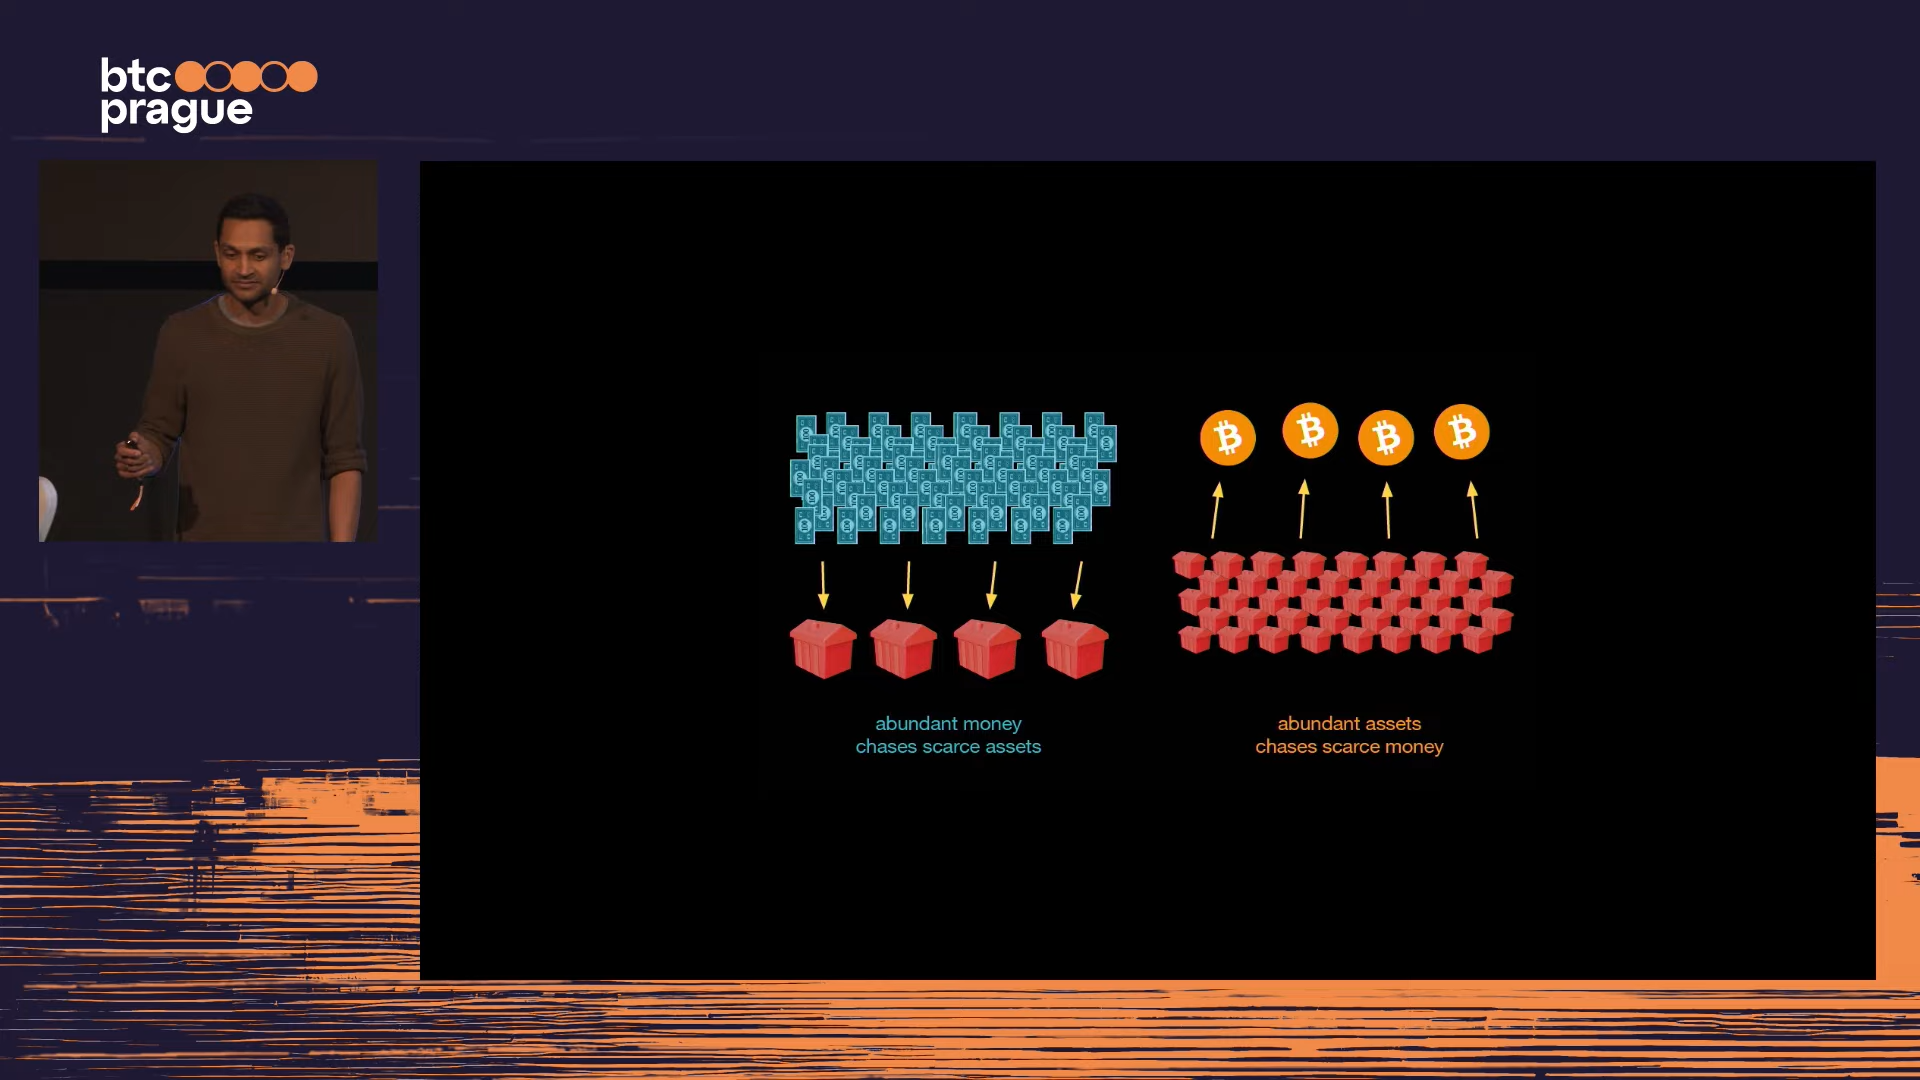 btc
prague
abundant money
chases scarce assets
abundant assets
chases scarce money